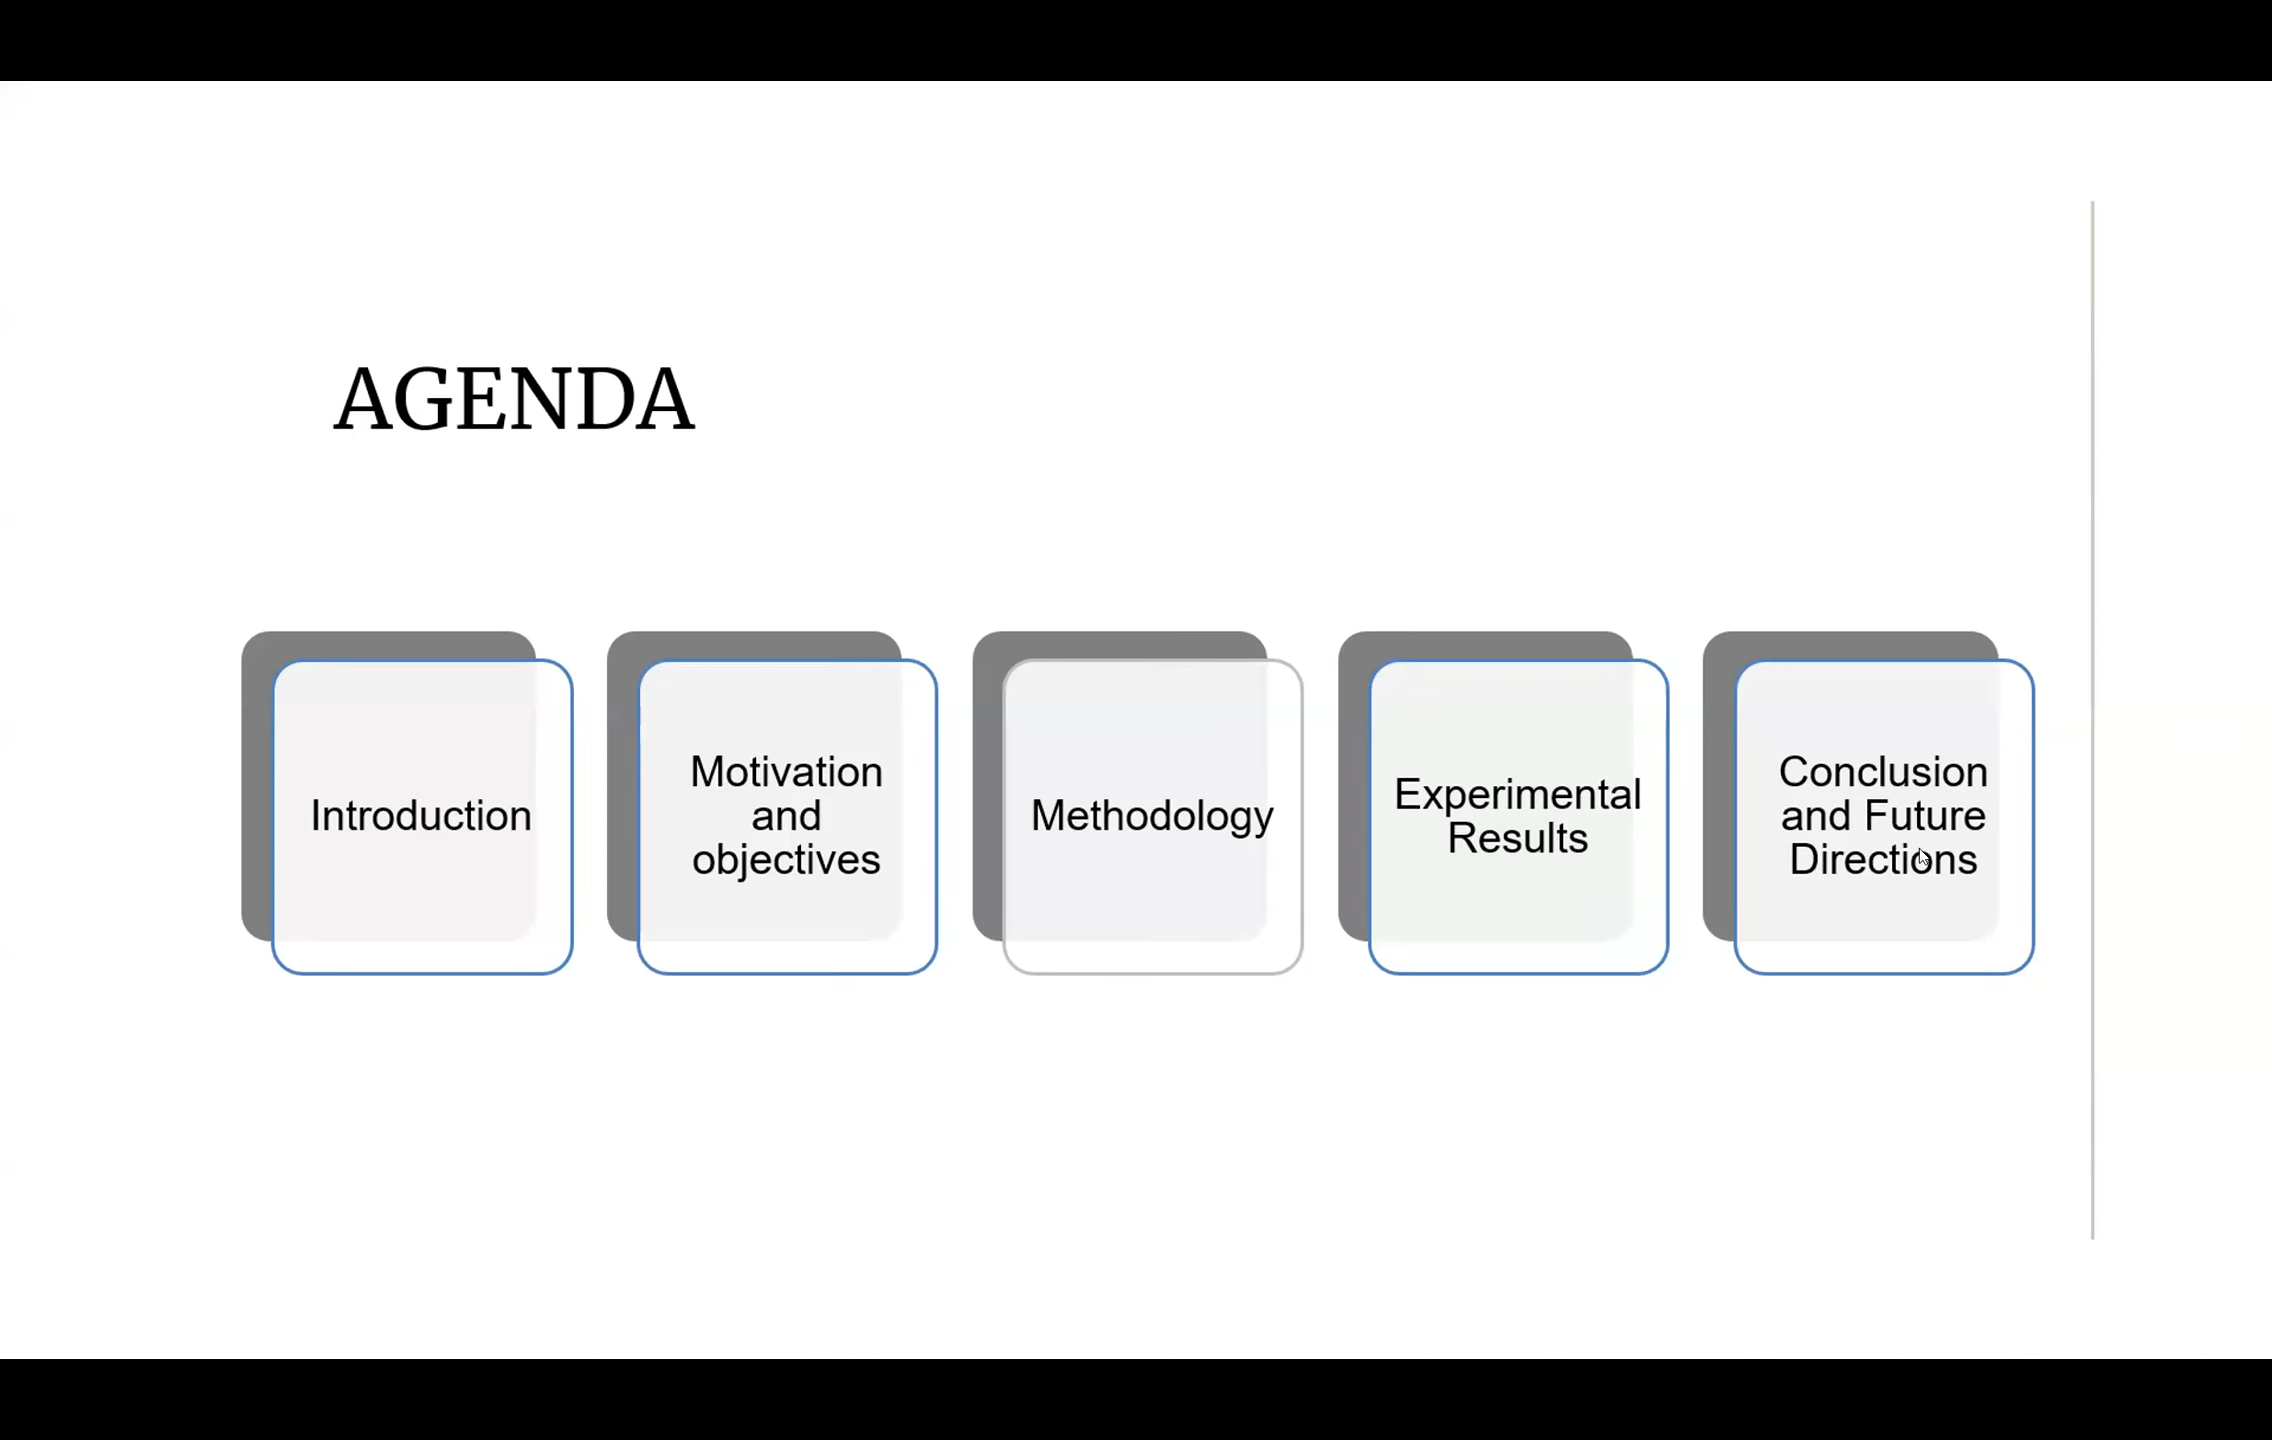 AGENDA
Introduction
Motivation
and
objectives
Methodology
Experimental
Results
Conclusion
and Future
Directions